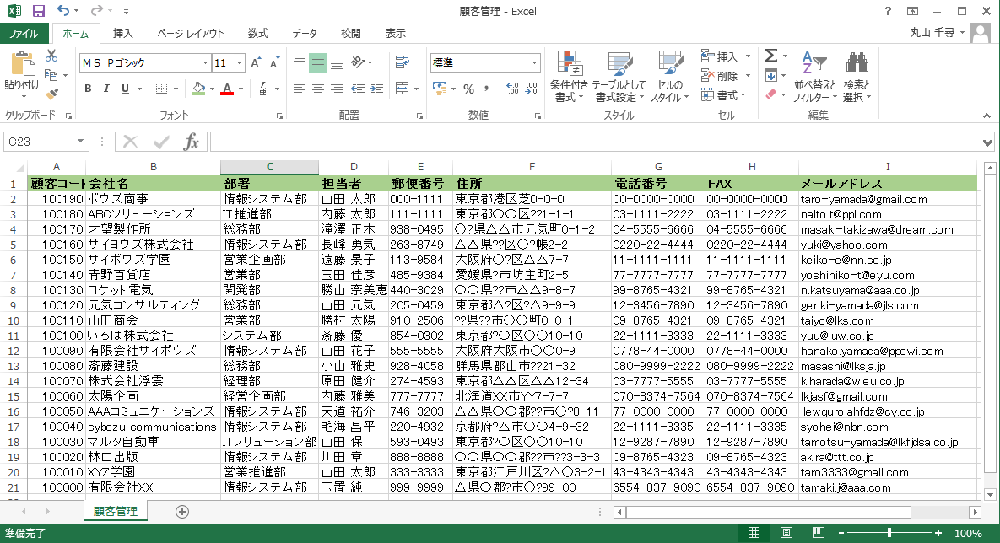 顧客管理 - Excel
ファイル ホーム 挿入 ページ レイアウト 数式 データ 校閲 表示 丸山 千尋
貼り付け
クリップボード
ＭＳ Ｐゴシック 11
B I U
フォント
配置
標準
% ,
数値
条件付き書式 テーブルとして書式設定 セルのスタイル
スタイル
挿入
削除
書式
セル
並べ替えとフィルター 検索と選択
編集
C23 fx
A B C D E F G H I
1 顧客コート 会社名 部署 担当者 郵便番号 住所 電話番号 FAX メールアドレス
2 100190 ボウズ商事 情報システム部 山田 太郎 000-1111 東京都港区芝0-0-0 00-0000-0000 00-0000-0000 taro-yamada@gmail.com
3 100180 ABCソリューションズ IT推進部 内藤 太郎 111-1111 東京都○区??1-1-1 03-1111-2222 03-1111-2222 naito.t@ppl.com
4 100170 才望製作所 総務部 滝澤 正木 938-0495 ○?県△△市元気町0-1-2 04-5555-6666 04-5555-6666 masaki-takizawa@dream.com
5 100160 サイヨウズ株式会社 情報システム部 長峰 勇気 263-8749 △△県??区○?帳2-2 0220-22-4444 0220-22-4444 yuki@yahoo.com
6 100150 サイボウズ学園 営業企画部 遠藤 景子 113-9584 大阪府○?区△△7-7 11-1111-1111 11-1111-1111 keiko-e@nn.co.jp
7 100140 青野百貨店 営業部 玉田 佳彦 485-9384 愛媛県?市坊主町2-5 77-7777-7777 77-7777-7777 yoshihiko-t@eyu.com
8 100130 ロケット電気 開発部 勝山 奈美恵 440-3029 ○○県??市△△9-8-7 99-8765-4321 99-8765-4321 n.katsuyama@aaa.co.jp
9 100120 元気コンサルティング 総務部 山田 元気 205-0459 東京都△?区?△9-9-9 12-3456-7890 12-3456-7890 genki-yamada@jls.com
10 100110 山田商会 営業部 勝村 太陽 910-2506 ??県??市○○町0-0-1 09-8765-4321 09-8765-4321 taiyo@lks.com
11 100100 いろは株式会社 システム部 斎藤 優 854-0302 東京都?○区○○10-10 22-1111-3333 22-1111-3333 yuu@iuw.co.jp
12 100090 有限会社サイボウズ 情報システム部 山田 花子 555-5555 大阪府大阪市○○0-9 0778-44-0000 0778-44-0000 hanako.yamada@ppowi.com
13 100080 斎藤建設 総務部 小山 雅史 928-4058 群馬県郡山市??21-32 080-9999-2222 080-9999-2222 masashi@lksja.jp
14 100070 株式会社浮雲 経理部 原田 健介 274-4593 東京都△△区△△12-34 03-7777-5555 03-7777-5555 k.harada@wieu.co.jp
15 100060 太陽企画 経営企画部 内藤 雅美 777-7777 北海道XX市YY7-7-7 070-8374-7564 070-8374-7564 lkjasf@gmail.com
16 100050 AAAコミュニケーションズ 情報システム部 天道 祐介 746-3203 △△県○○郡??市○?8-11 77-0000-0000 77-0000-0000 jlewquroiahfdz@cy.co.jp
17 100040 cybozu communications 情報システム部 毛海 昌平 220-4932 京都府?△市○○4-9-32 22-1111-3335 22-1111-3335 syohei@nbn.com
18 100030 マルタ自動車 ITソリューション部 山田 保 593-0493 東京都?○区○○10-10 12-9287-7890 12-9287-7890 tamotsu-yamada@lkfjdsa.co.jp
19 100020 林口出版 情報システム部 川田 章 888-8888 ○○県○○郡??市??3-3-3 09-8765-4323 09-8765-4323 akira@ttt.co.jp
20 100010 XYZ学園 営業推進部 山田 太郎 333-3333 東京都江戸川区?△○3-2-1 43-4343-4343 43-4343-4343 taro3333@gmail.com
21 100000 有限会社XX 情報システム部 玉置 純 999-9999 △県○郡?市○?99-00 6554-837-9090 6554-837-9090 tamaki.j@aaa.com
顧客管理
準備完了 100%